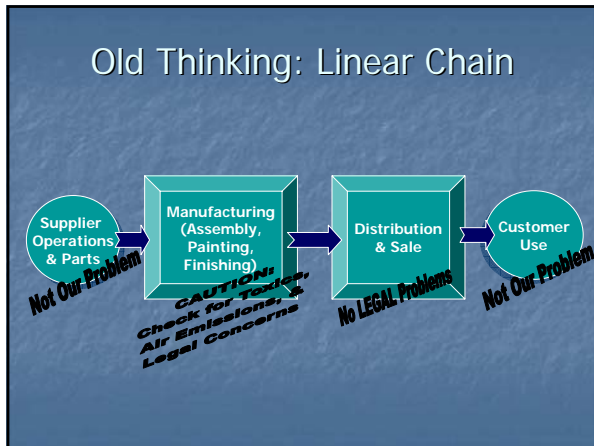 Old Thinking: Linear Chain
Supplier
Operations
& Parts
Not Our Problem
Manufacturing
(Assembly,
Painting,
Finishing)
CAUTION:
Check for Toxics,
Air Emissions, &
Legal Concerns
Distribution
& Sale
No LEGAL Problems
Customer
Use
Not Our Problem